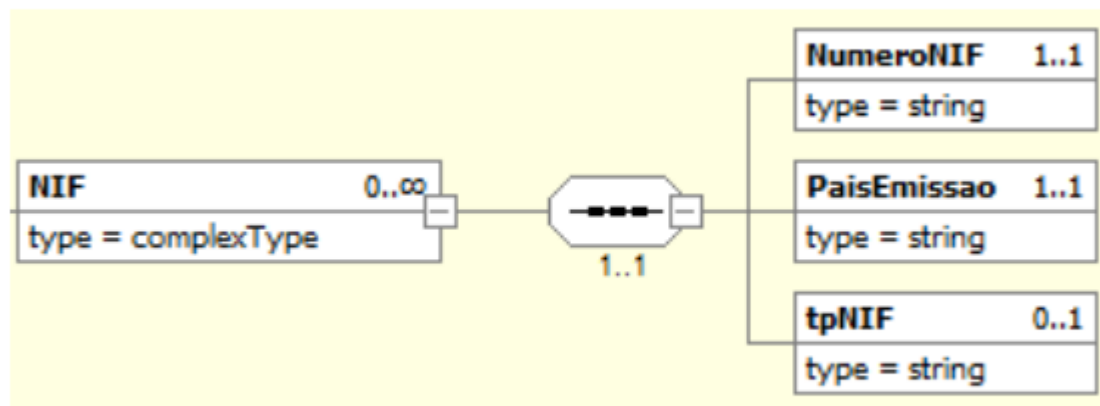 NumeroNIF 1..1
type = string
NIF 0..∞
type = complexType
1..1
PaisEmissao 1..1
type = string
tpNIF 0..1
type = string